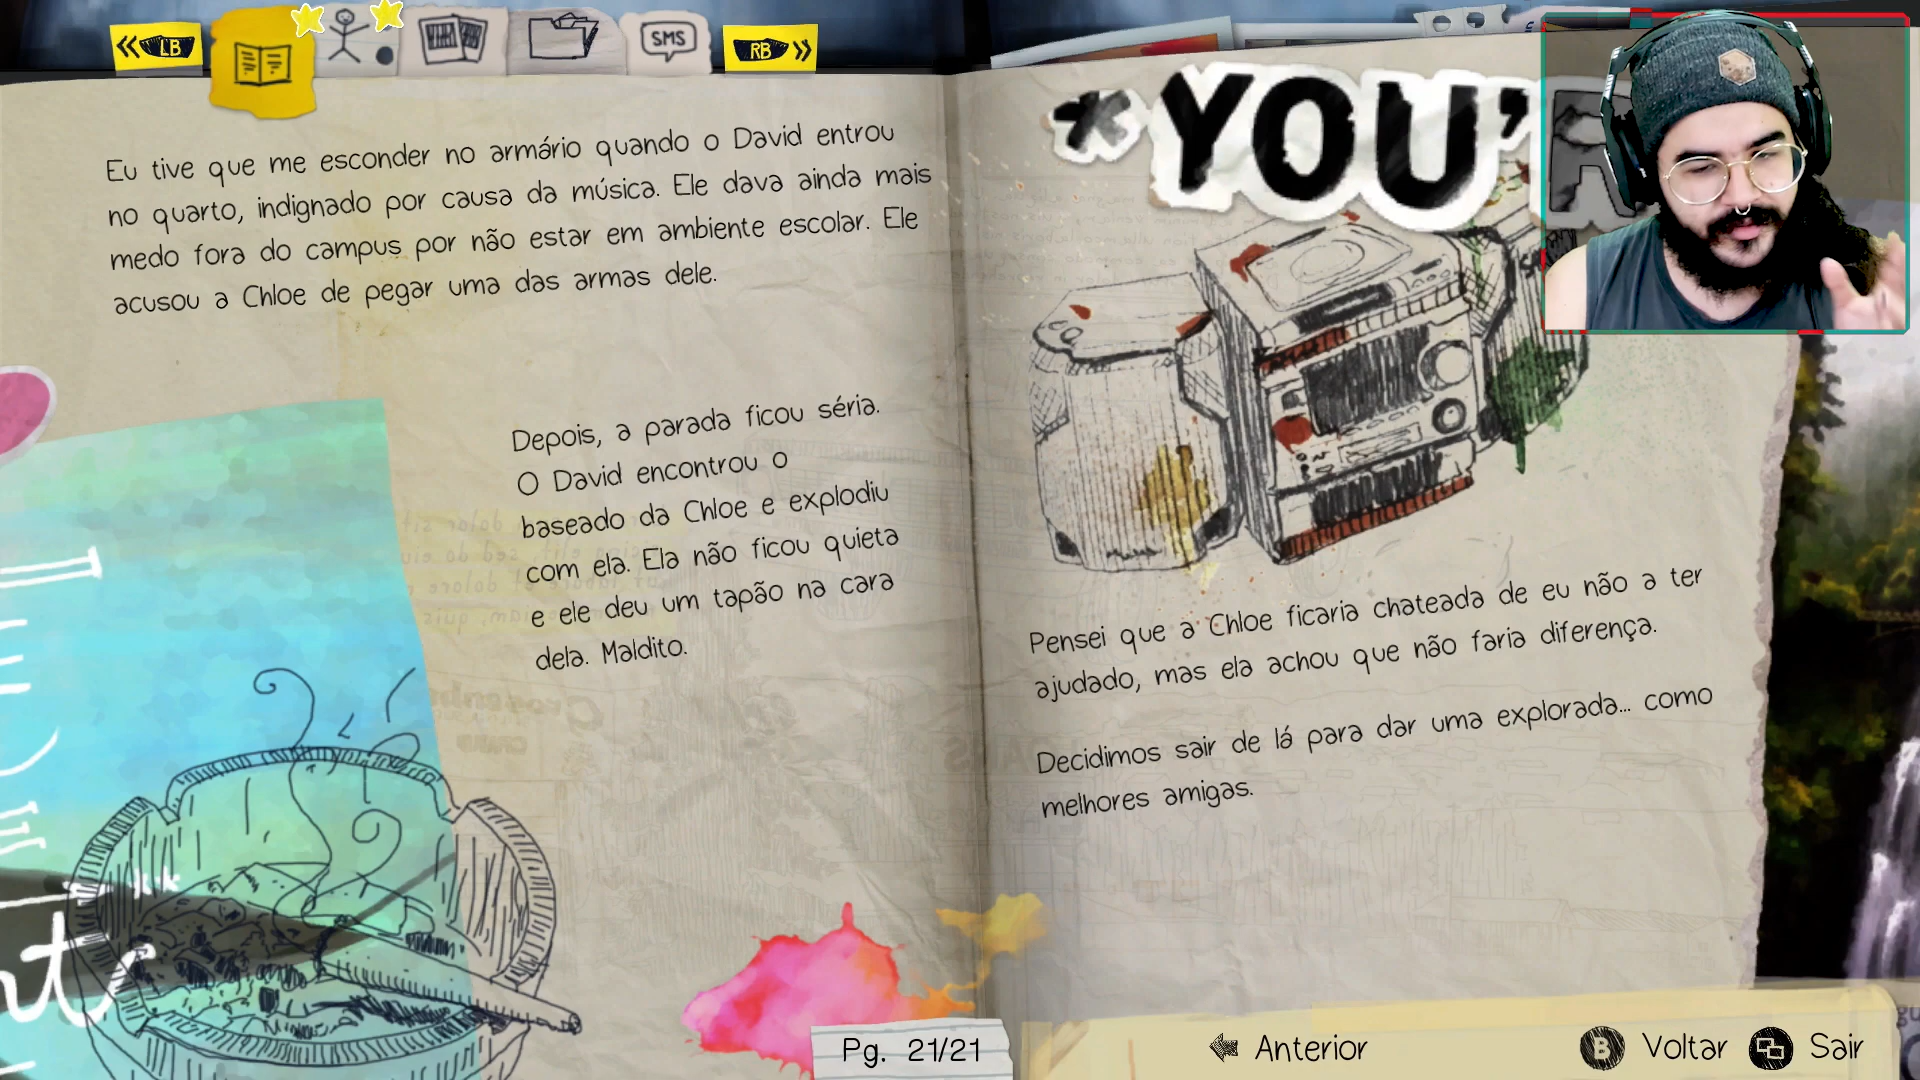 LB
SMS
RB
*YOU'
Eu tive que me esconder no armário quando o David entrou
no quarto, indignado por causa da música. Ele dava ainda mais
medo fora do campus por não estar em ambiente escolar. Ele
acusou a Chloe de pegar uma das armas dele.
Depois, a parada ficou séria.
O David encontrou o
baseado da Chloe e explodiu
com ela. Ela não ficou quieta
e ele deu um tapão na cara
dela. Maldito.
Pensei que a Chloe ficaria chateada de eu não a ter
ajudado, mas ela achou que não faria diferença.
Decidimos sair de lá para dar uma explorada... como
melhores amigas.
Pg. 21/21
Anterior
B Voltar
Sair